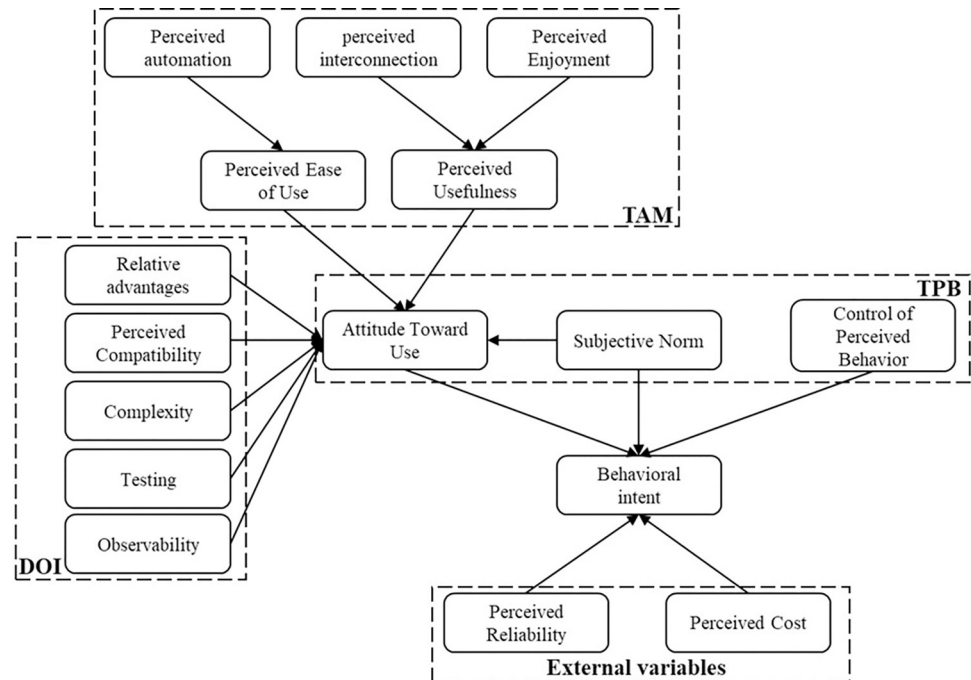 Perceived
automation
perceived
interconnection
Perceived
Enjoyment
Perceived Ease
of Use
Perceived
Usefulness
TAM
Relative
advantages
Perceived
Compatibility
Complexity
Testing
Observability
DOI
TPB
Attitude Toward
Use
Subjective Norm
Control of
Perceived
Behavior
Behavioral
intent
Perceived
Reliability
Perceived Cost
External variables